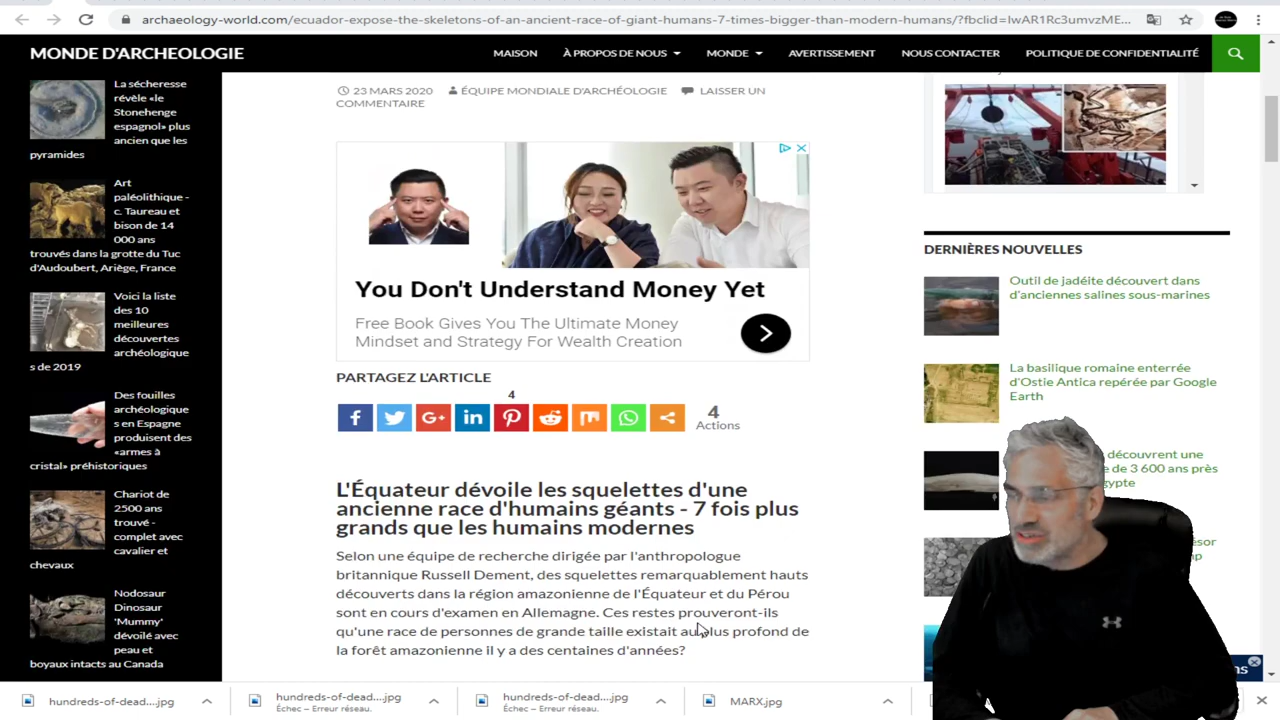 archaeology-world.com/ecuador-expose-the-skeletons-of-an-ancient-race-of-giant-humans-7-times-bigger-than-modern-humans/?fbclid=IwAR1Rc3umvzME...
MONDE D'ARCHEOLOGIE
MAISON
À PROPOS DE NOUS
MONDE
AVERTISSEMENT
NOUS CONTACTER
POLITIQUE DE CONFIDENTIALITÉ
La sécheresse
révèle «le
Stonehenge
espagnol» plus
ancien que les
pyramides
Art
paléolithique -
c. Taureau et
bison de 14
000 ans
trouvés dans la grotte du Tuc
d'Audoubert, Ariège, France
Voici la liste
des 10
meilleures
découvertes
archéologique
s de 2019
Des fouilles
archéologique
s en Espagne
produisent des
«armes à
cristal» préhistoriques
Chariot de
2500 ans
trouvé -
complet avec
cavalier et
chevaux
Nodosaur
Dinosaur
'Mummy'
dévoilé avec
peau et
boyaux intacts au Canada
23 MARS 2020
ÉQUIPE MONDIALE D'ARCHÉOLOGIE
LAISSER UN
COMMENTAIRE
You Don't Understand Money Yet
Free Book Gives You The Ultimate Money
Mindset and Strategy For Wealth Creation
PARTAGEZ L'ARTICLE
4
4
Actions
L'Équateur dévoile les squelettes d'une
ancienne race d'humains géants - 7 fois plus
grands que les humains modernes
Selon une équipe de recherche dirigée par l'anthropologue
britannique Russell Dement, des squelettes remarquablement hauts
découverts dans la région amazonienne de l'Équateur et du Pérou
sont en cours d'examen en Allemagne. Ces restes prouveront-ils
qu'une race de personnes de grande taille existait au plus profond de
la forêt amazonienne il y a des centaines d'années?
DERNIÈRES NOUVELLES
Outil de jadéite découvert dans
d'anciennes salines sous-marines
La basilique romaine enterrée
d'Ostie Antica repérée par Google
Earth
découvrent une
de 3 600 ans près
hundreds-of-dead....jpg
hundreds-of-dead....jpg
Échec – Erreur réseau.
hundreds-of-dead....jpg
Échec – Erreur réseau.
MARX.jpg